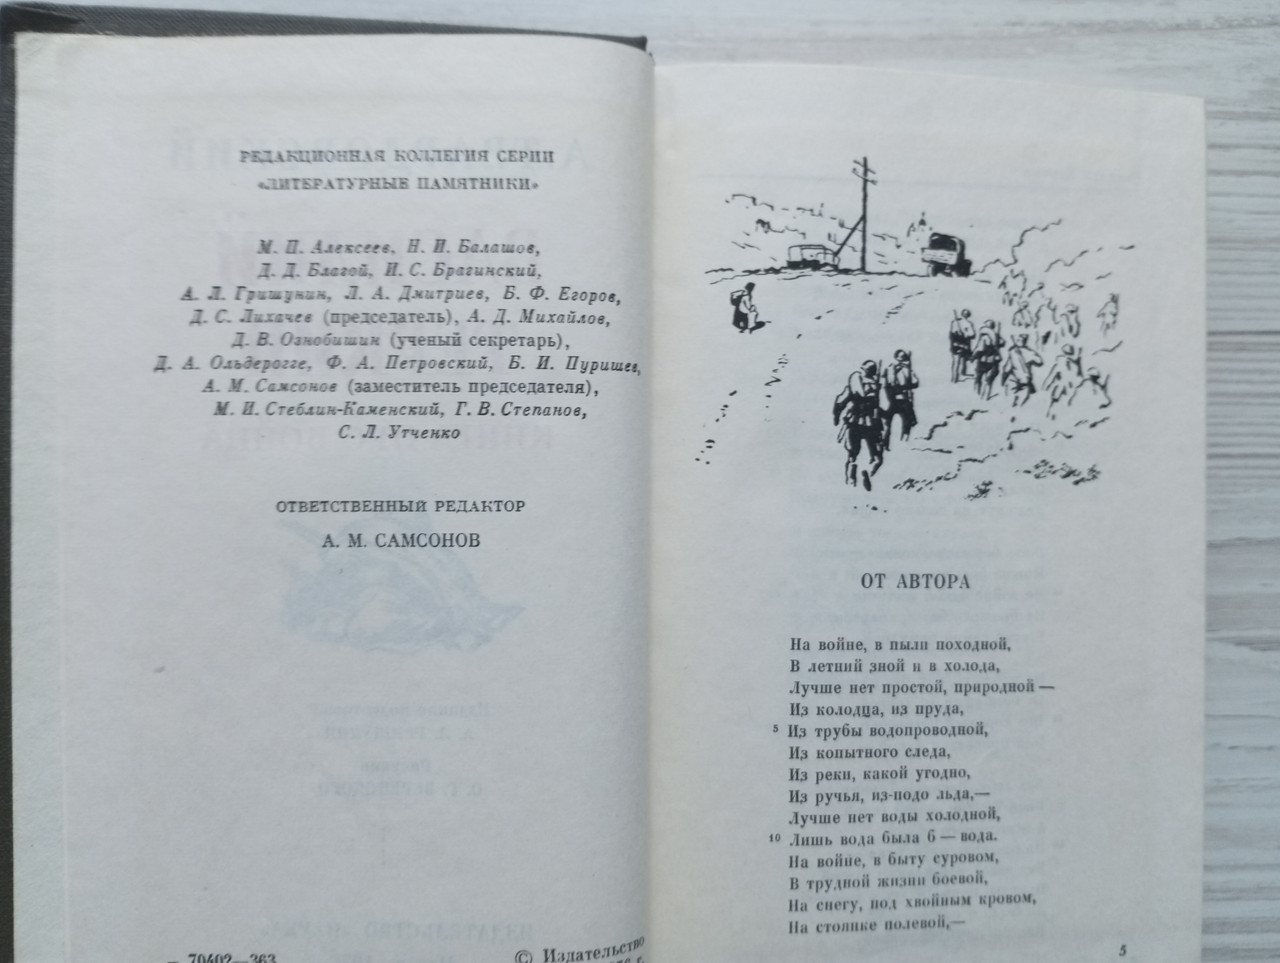 РЕДАКЦИОННАЯ КОЛЛЕГИЯ СЕРИИ
«ЛИТЕРАТУРНЫЕ ПАМЯТНИКИ»
М. П. Алексеев, Н. И. Балашов,
Д. Д. Благой, И. С. Брагинский,
А. Л. Гришунин, Л. А. Дмитриев, Б. Ф. Егоров,
Д. С. Лихачев (председатель), А. Д. Михайлов,
Д. В. Ознобишин (ученый секретарь),
Д. А. Ольдерогге, Ф. А. Петровский, Б. И. Пуришев,
А. М. Самсонов (заместитель председателя),
М. И. Стеблин-Каменский, Г. В. Степанов,
С. Л. Утченко
ОТВЕТСТВЕННЫЙ РЕДАКТОР
А. М. САМСОНОВ
70402—363
© Издательство
ОТ АВТОРА
На войне, в пыли походной,
В летний зной и в холода,
Лучше нет простой, природной —
Из колодца, из пруда,
5 Из трубы водопроводной,
Из копытного следа,
Из реки, какой угодно,
Из ручья, из-подо льда,—
Лучше нет воды холодной,
10 Лишь вода была б — вода.
На войне, в быту суровом,
В трудной жизни боевой,
На снегу, под хвойным кровом,
На стоянке полевой,—
5